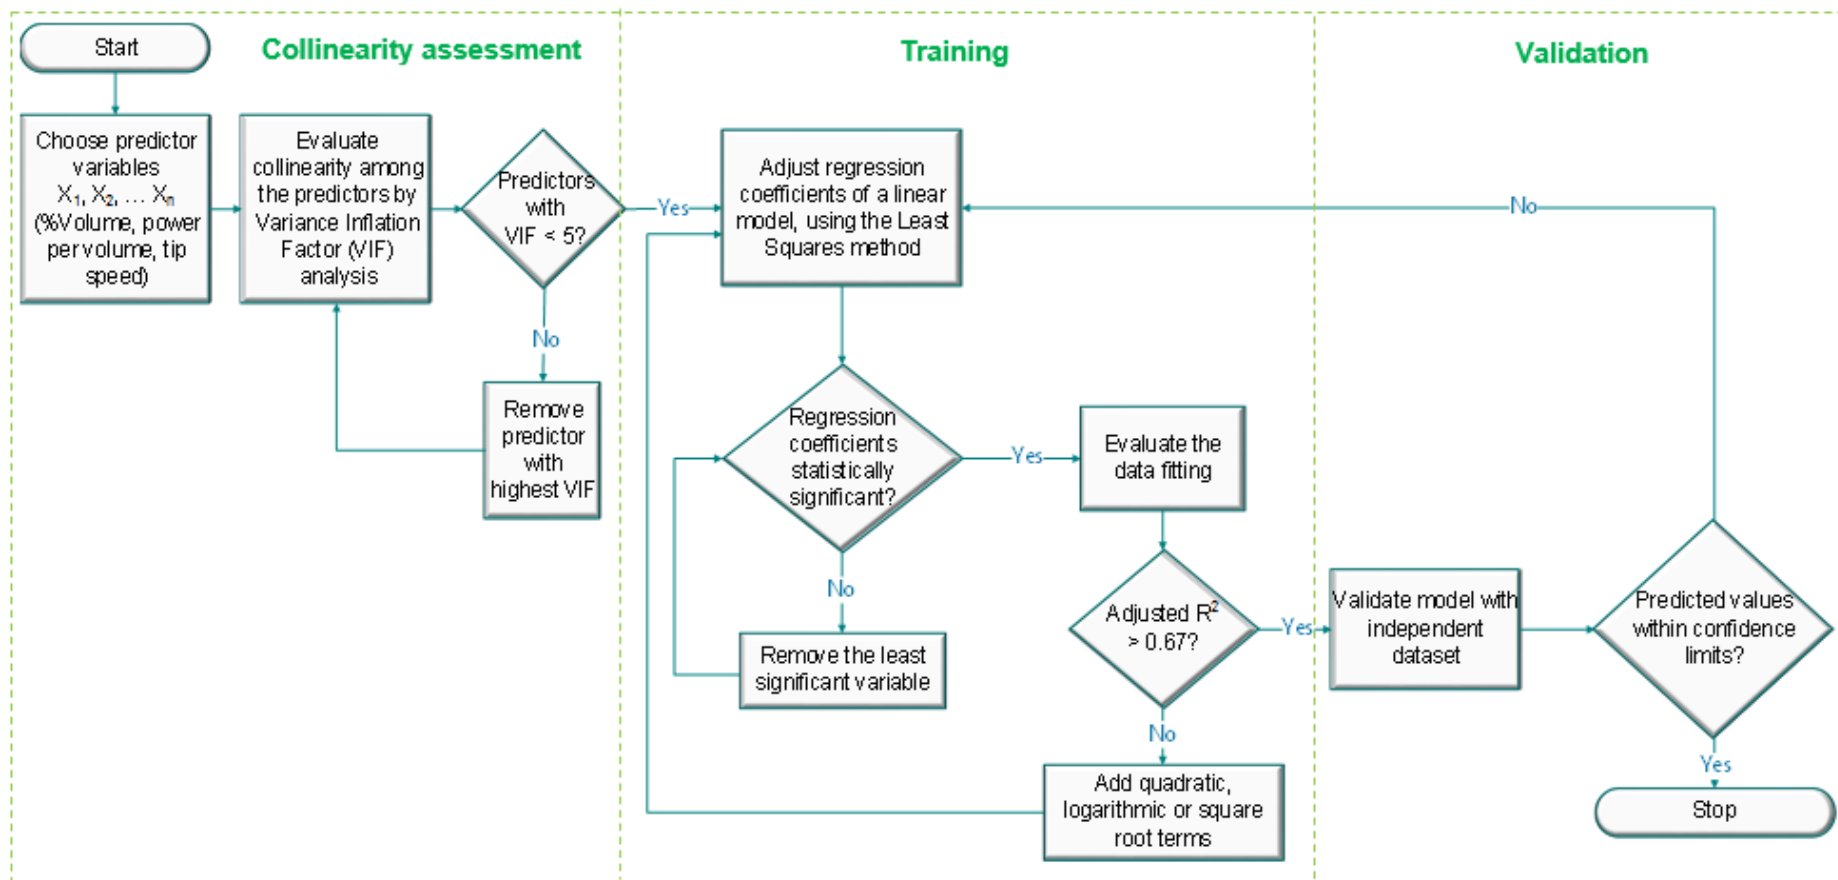 Start
Collinearity assessment
Training
Validation
Choose predictor
variables
X₁, X₂, ... Xₙ
(%Volume, power
per volume, tip
speed)
Evaluate
collinearity among
the predictors by
Variance Inflation
Factor (VIF)
analysis
Predictors
with
VIF < 5?
Yes
No
Remove
predictor
with
highest VIF
Adjust regression
coefficients of a linear
model, using the Least
Squares method
Regression
coefficients
statistically
significant?
Yes
No
Remove the least
significant variable
Evaluate the
data fitting
Adjusted R²
> 0.67?
Yes
No
Add quadratic,
logarithmic or square
root terms
Validate model with
independent
dataset
Predicted values
within confidence
limits?
No
Yes
Stop